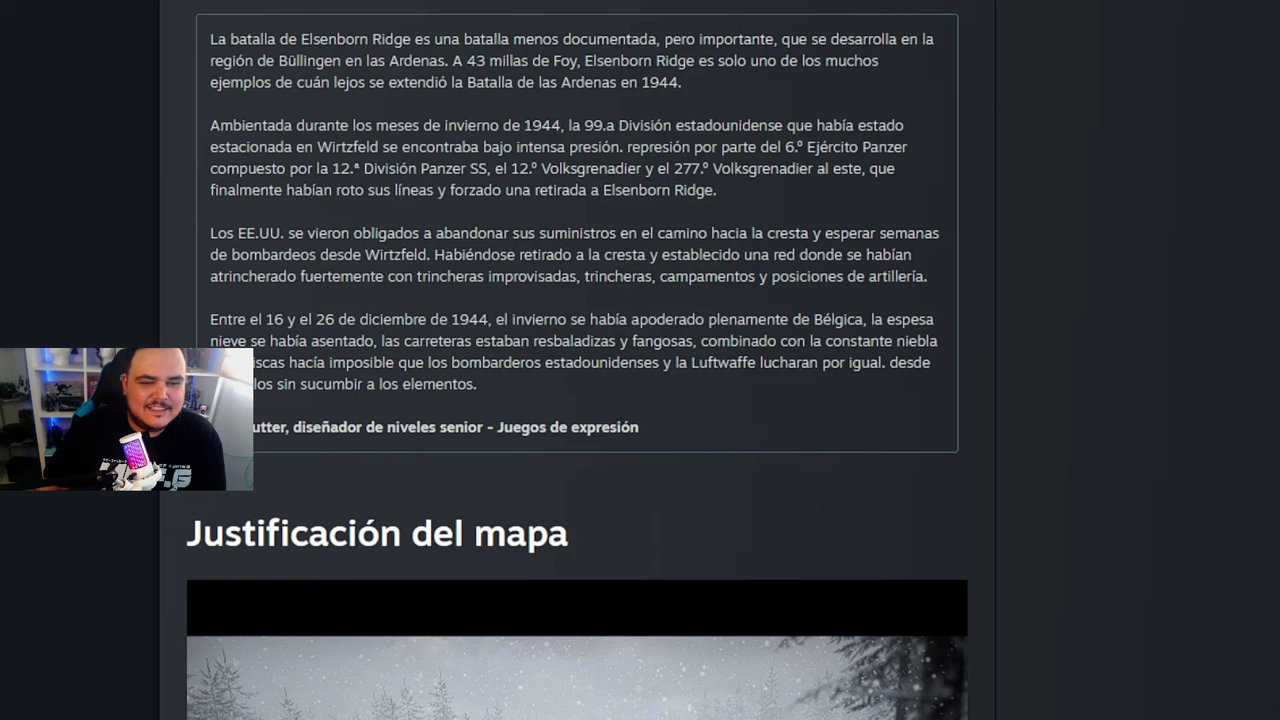 La batalla de Elsenborn Ridge es una batalla menos documentada, pero importante, que se desarrolla en la
región de Büllingen en las Ardenas. A 43 millas de Foy, Elsenborn Ridge es solo uno de los muchos
ejemplos de cuán lejos se extendió la Batalla de las Ardenas en 1944.
Ambientada durante los meses de invierno de 1944, la 99.a División estadounidense que había estado
estacionada en Wirtzfeld se encontraba bajo intensa presión. represión por parte del 6.º Ejército Panzer
compuesto por la 12.ª División Panzer SS, el 12.º Volksgrenadier y el 277.º Volksgrenadier al este, que
finalmente habían roto sus líneas y forzado una retirada a Elsenborn Ridge.
Los EE.UU. se vieron obligados a abandonar sus suministros en el camino hacia la cresta y esperar semanas
de bombardeos desde Wirtzfeld. Habiéndose retirado a la cresta y establecido una red donde se habían
atrincherado fuertemente con trincheras improvisadas, trincheras, campamentos y posiciones de artillería.
Entre el 16 y el 26 de diciembre de 1944, el invierno se había apoderado plenamente de Bélgica, la espesa
nieve se había asentado, las carreteras estaban resbaladizas y fangosas, combinado con la constante niebla
hacía imposible que los bombarderos estadounidenses y la Luftwaffe lucharan por igual. desde
sin sucumbir a los elementos.
diseñador de niveles senior - Juegos de expresión
Justificación del mapa